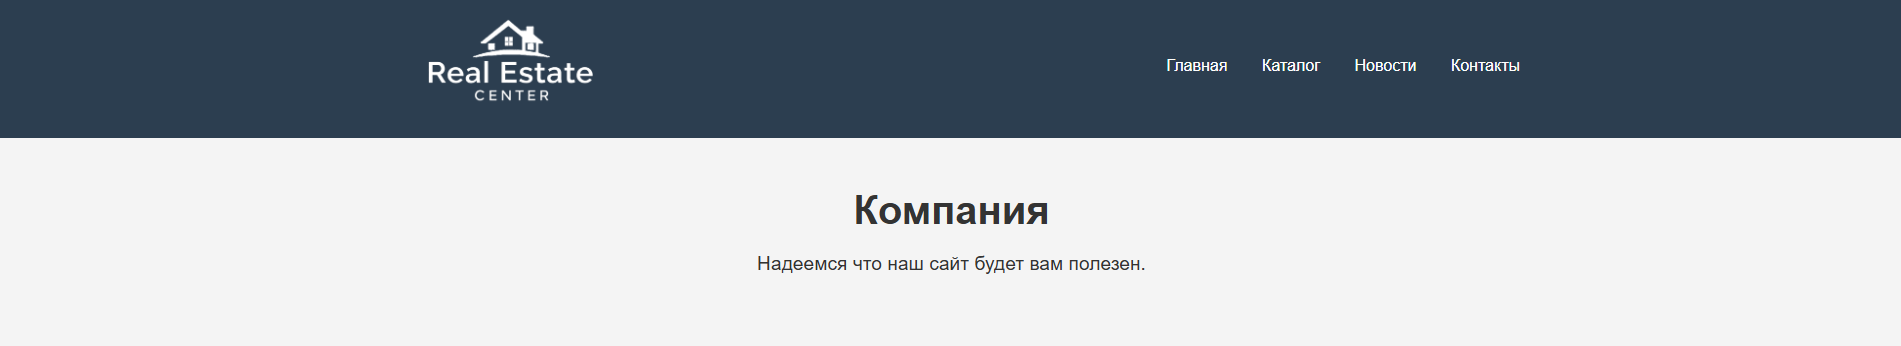 Real Estate
CENTER
Главная Каталог Новости Контакты
Компания
Надеемся что наш сайт будет вам полезен.